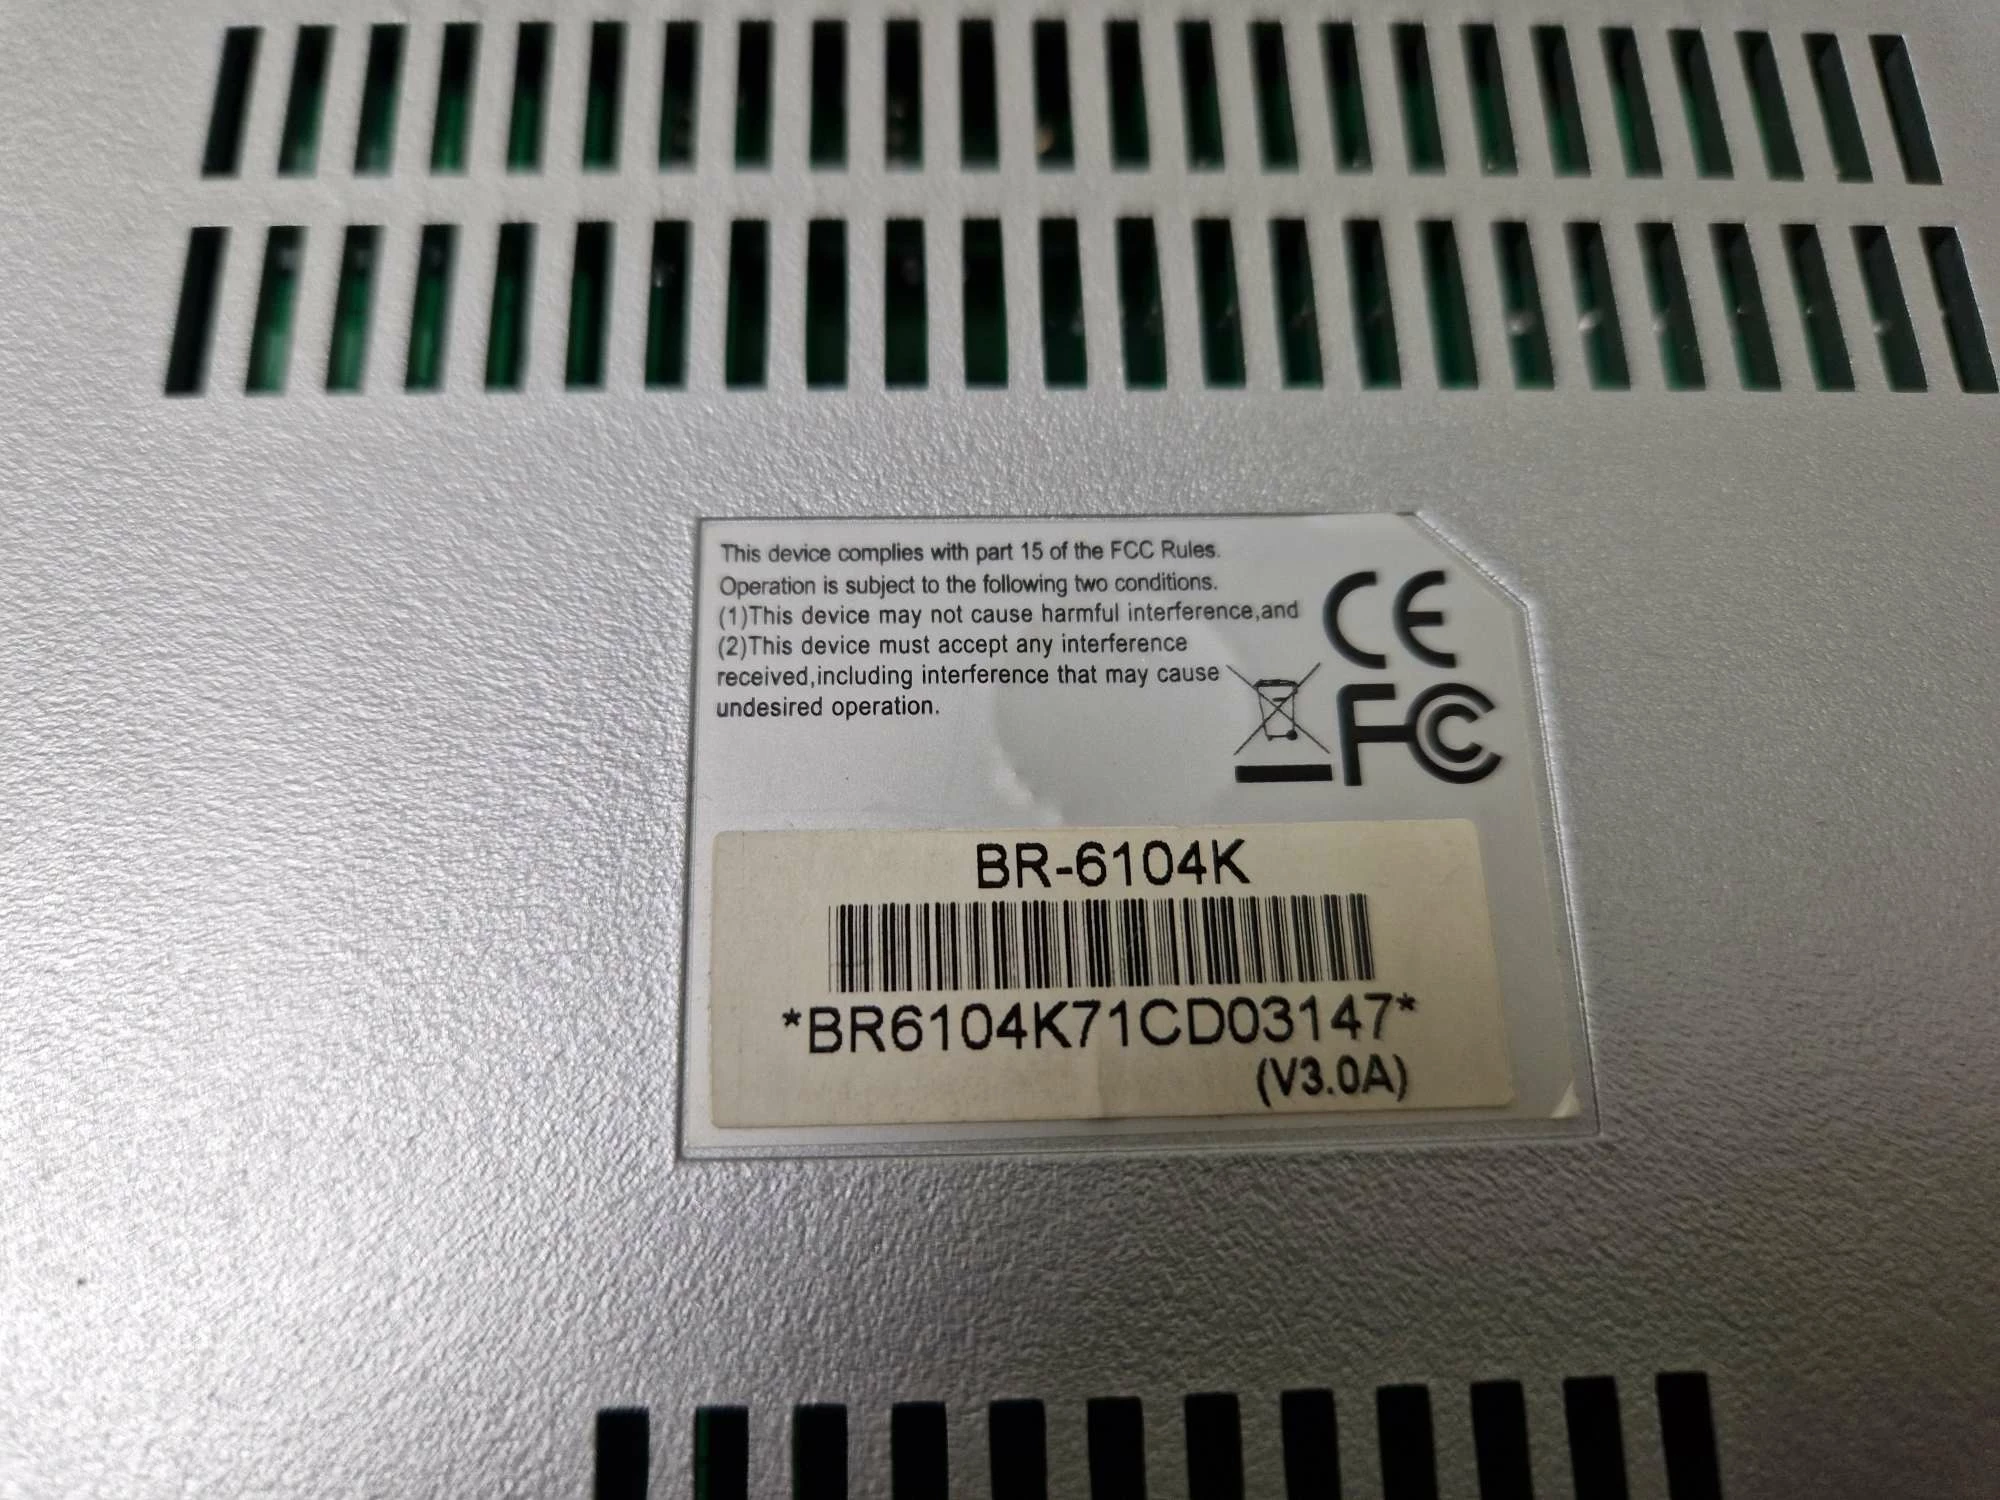 This device complies with part 15 of the FCC Rules.
Operation is subject to the following two conditions.
(1)This device may not cause harmful interference,and
(2)This device must accept any interference
received,including interference that may cause
undesired operation.
CE
FC
BR-6104K
*BR6104K71CD03147*
(V3.0A)